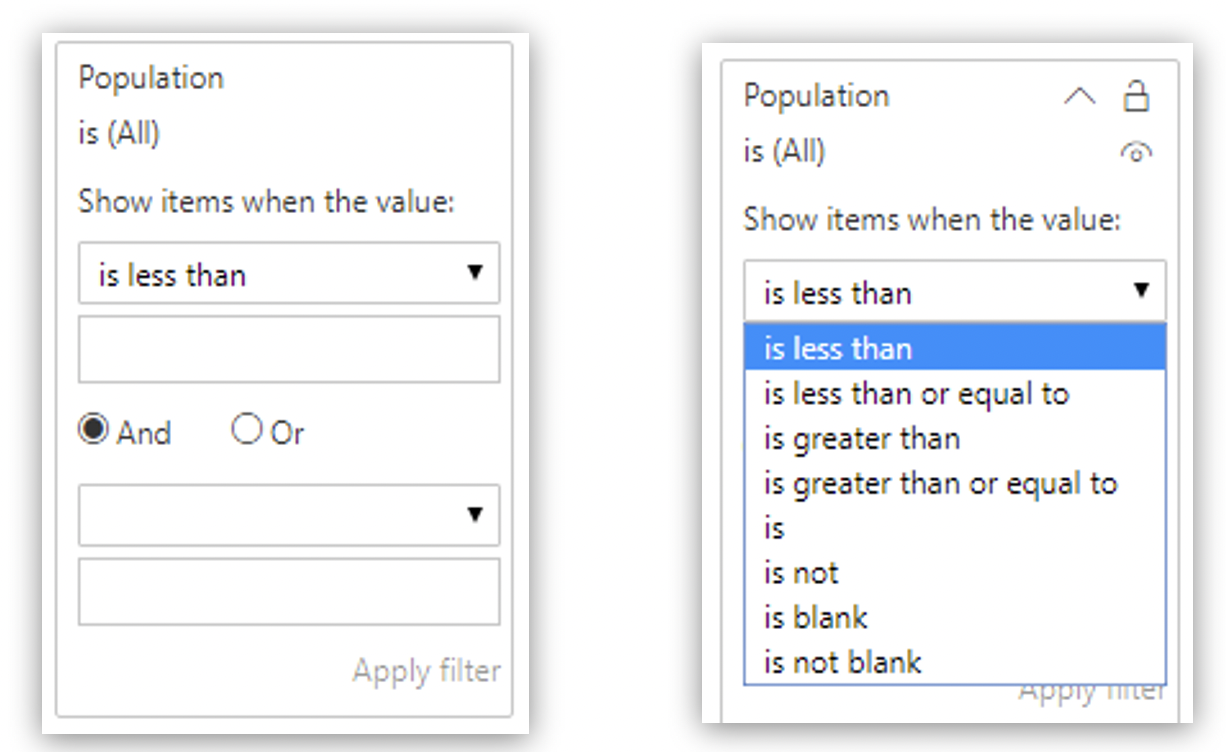 Population
is (All)
Show items when the value:
is less than
And
Or
Apply filter
Population
is (All)
Show items when the value:
is less than
is less than
is less than or equal to
is greater than
is greater than or equal to
is
is not
is blank
is not blank
Apply filter